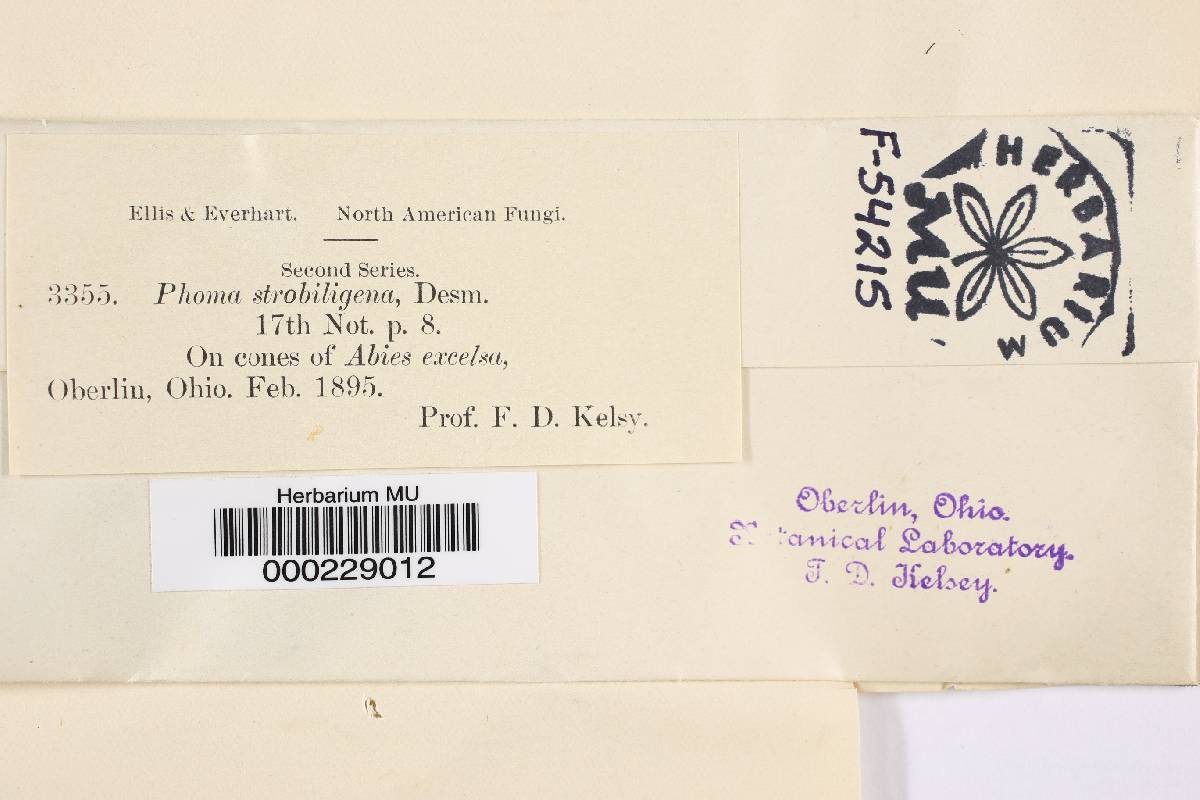 Ellis & Everhart. North American Fungi.
Second Series.
3355. Phoma strobiligena, Desm.
17th Not. p. 8.
On cones of Abies excelsa,
Oberlin, Ohio. Feb. 1895.
Prof. F. D. Kelsy.
Herbarium MU
000229012
F-54215
HERBARIUM
MU
Oberlin, Ohio.
Laboratory.
F. D. Kelsey.